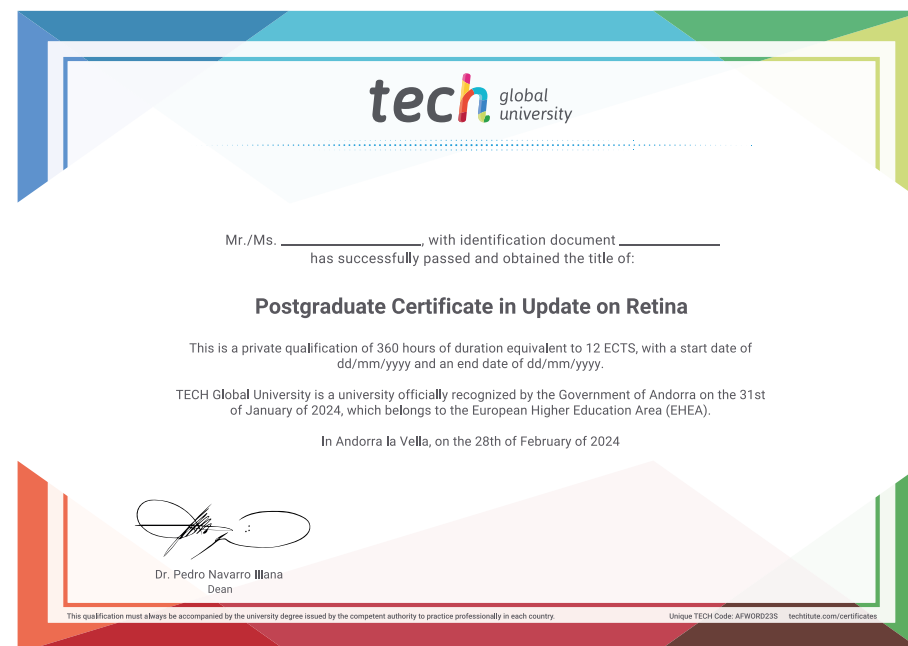 tech global university
Mr./Ms. ____________________, with identification document ______________
has successfully passed and obtained the title of:
Postgraduate Certificate in Update on Retina
This is a private qualification of 360 hours of duration equivalent to 12 ECTS, with a start date of
dd/mm/yyyy and an end date of dd/mm/yyyy.
TECH Global University is a university officially recognized by the Government of Andorra on the 31st
of January of 2024, which belongs to the European Higher Education Area (EHEA).
In Andorra la Vella, on the 28th of February of 2024
Dr. Pedro Navarro Illana
Dean
This qualification must always be accompanied by the university degree issued by the competent authority to practice professionally in each country. Unique TECH Code: AFWORD23S techtitute.com/certificates